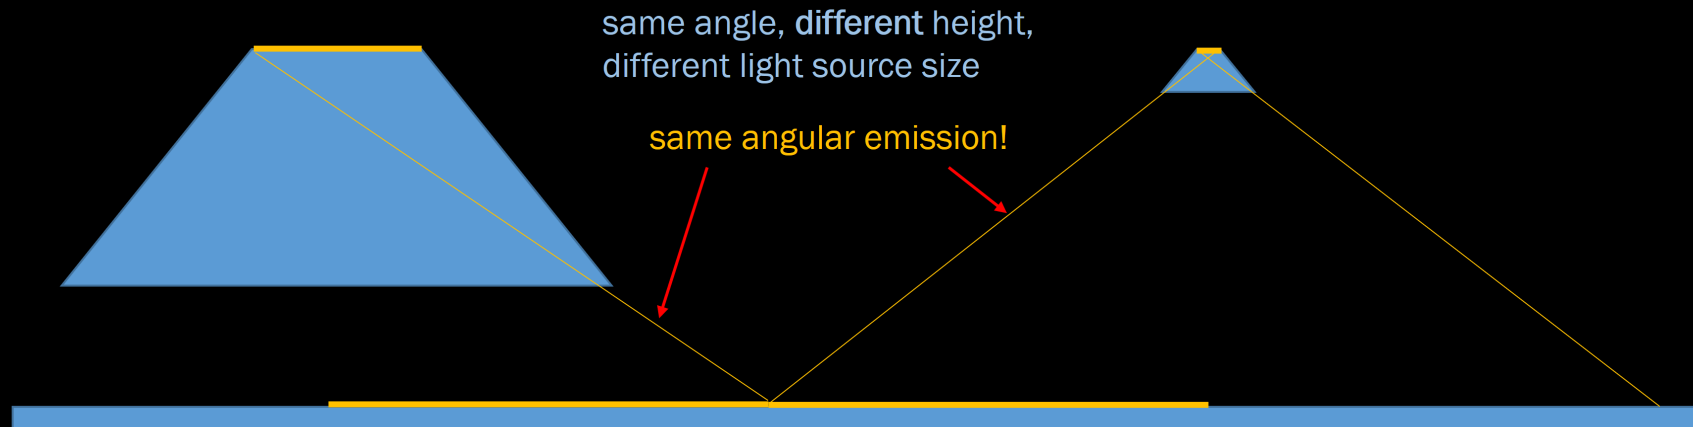 same angle, different height,
different light source size
same angular emission!